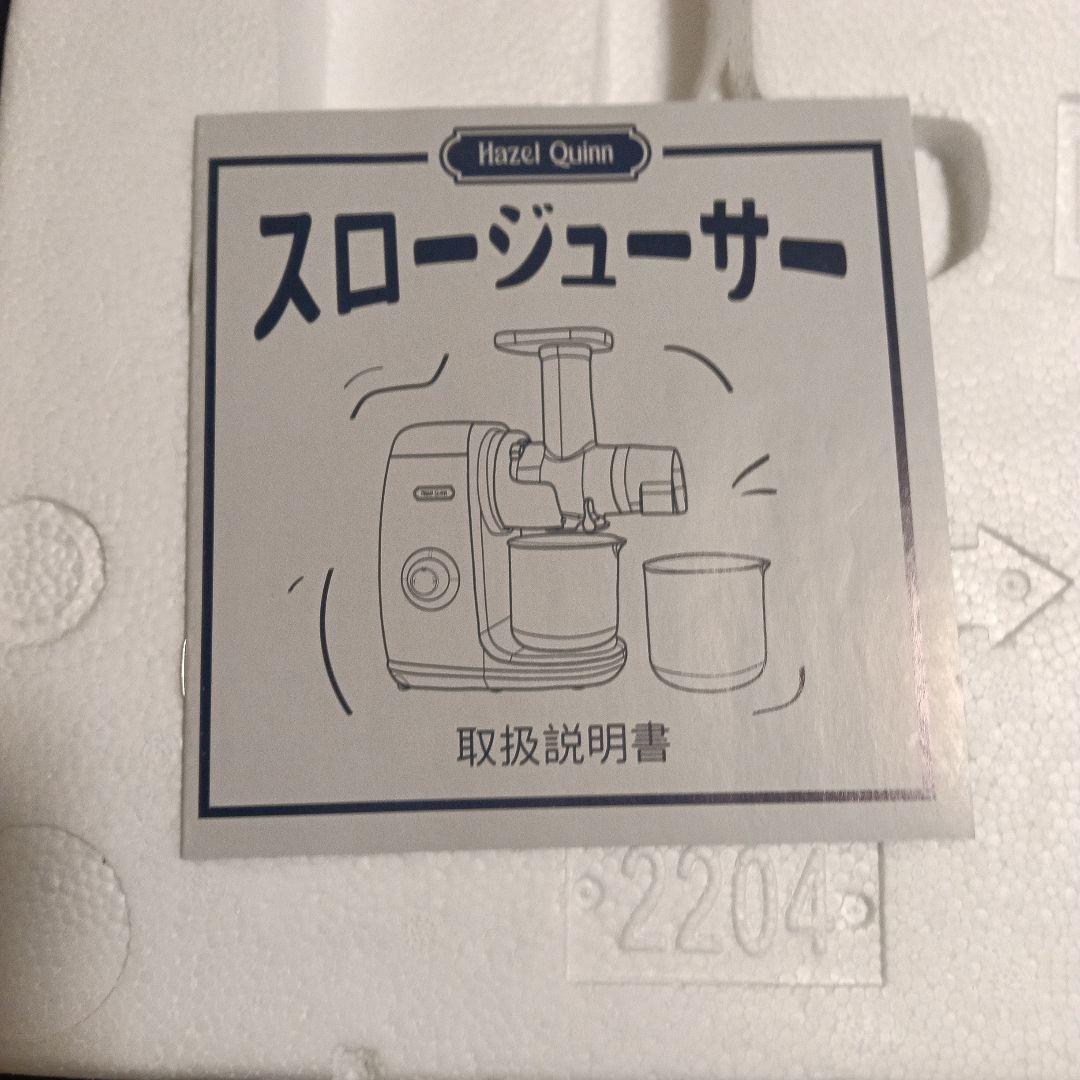 Hazel Quinn
スロージューサー
取扱説明書
2204